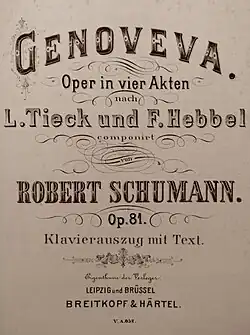 GENOVEVA.
Oper in vier Akten
nach
L. Tieck und F. Hebbel
componirt
von
ROBERT SCHUMANN.
Op. 81.
Klavierauszug mit Text.
Eigenthum der Verleger.
LEIPZIG und BRÜSSEL
BREITKOPF & HÄRTEL.